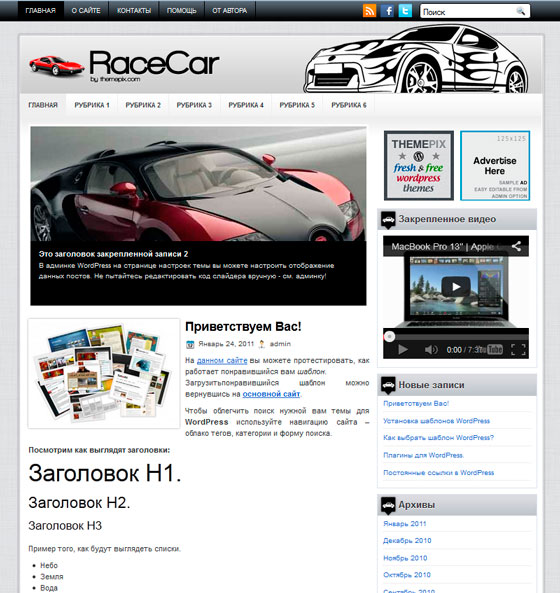 ГЛАВНАЯ О САЙТЕ КОНТАКТЫ ПОМОЩЬ ОТ АВТОРА
Поиск
RaceCar
by themepix.com
ГЛАВНАЯ РУБРИКА 1 РУБРИКА 2 РУБРИКА 3 РУБРИКА 4 РУБРИКА 5 РУБРИКА 6
Это заголовок закрепленной записи 2
В админке WordPress на странице настроек темы вы можете настроить отображение
данных постов. Не пытайтесь редактировать код слайдера вручную - см. админку!
Приветствуем Вас!
Январь 24, 2011 admin
На данном сайте вы можете протестировать, как
работает понравившийся вам шаблон.
Загрузитьпонравившийся шаблон можно
вернувшись на основной сайт.
Чтобы облегчить поиск нужной вам темы для
WordPress используйте навигацию сайта –
облако тегов, категории и форму поиска.
Посмотрим как выглядят заголовки:
Заголовок H1.
Заголовок H2.
Заголовок H3
Пример того, как будут выглядеть списки.
Небо
Земля
Вода
THEMEPIX
fresh & free
wordpress
themes
125x125
Advertise
Here
SAMPLE AD
EASY EDITABLE FROM
ADMIN OPTION
Закрепленное видео
MacBook Pro 13" | Apple
0:00 / 7:37
YouTube
Новые записи
Приветствуем Вас!
Установка шаблонов WordPress
Как выбрать шаблон WordPress?
Плагины для WordPress.
Постоянные ссылки в WordPress
Архивы
Январь 2011
Декабрь 2010
Ноябрь 2010
Октябрь 2010
Сентябрь 2010